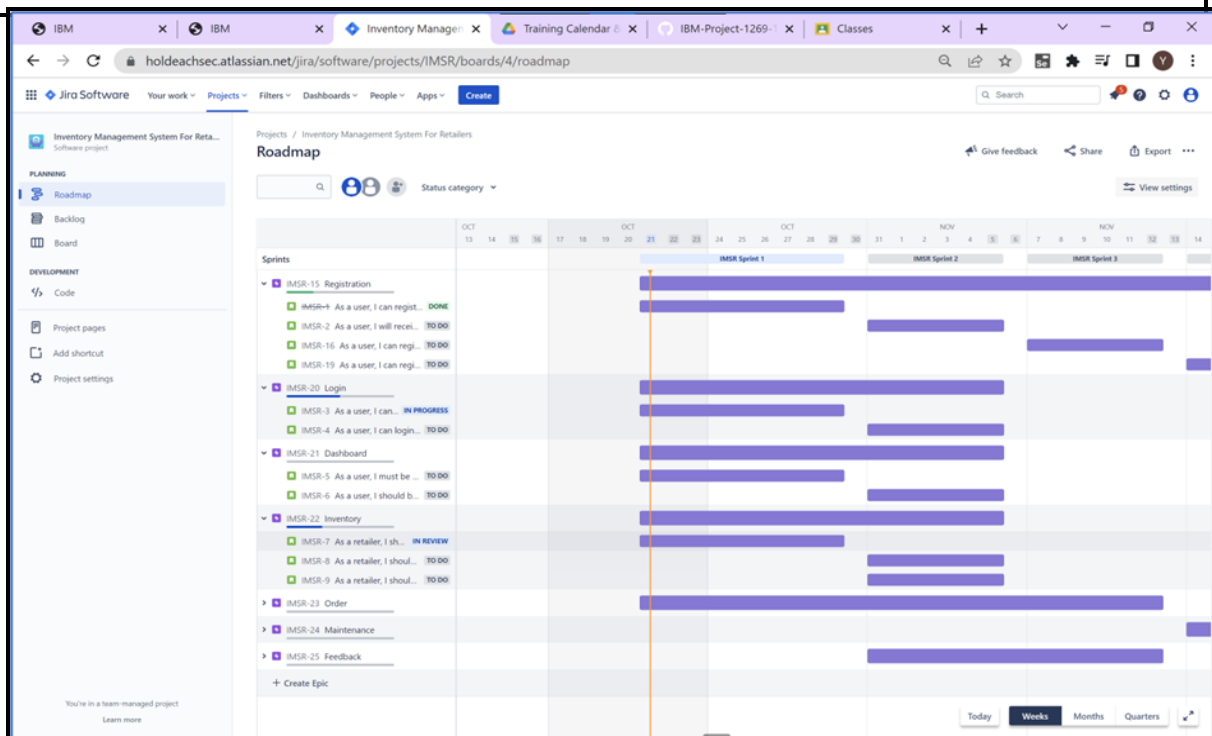 IBM IBM Inventory Manager Training Calendar & IBM-Project-1269-1 Classes
holdeachsec.atlassian.net/jira/software/projects/IMSR/boards/4/roadmap Y
Jira Software Your work Projects Filters Dashboards People Apps Create Search
Inventory Management System For Reta...
Software project
PLANNING
Roadmap
Backlog
Board
DEVELOPMENT
Code
Project pages
Add shortcut
Project settings
You're in a team-managed project
Learn more
Projects / Inventory Management System For Retailers
Roadmap
Give feedback Share Export
Status category
View settings
OCT OCT OCT NOV NOV
13 14 15 16 17 18 19 20 21 22 23 24 25 26 27 28 29 30 31 1 2 3 4 5 6 7 8 9 10 11 12 13 14
Sprints IMSR Sprint 1 IMSR Sprint 2 IMSR Sprint 3
IMSR-15 Registration
IMSR-1 As a user, I can regist... DONE
IMSR-2 As a user, I will recei... TO DO
IMSR-16 As a user, I can regi... TO DO
IMSR-19 As a user, I can regi... TO DO
IMSR-20 Login
IMSR-3 As a user, I can... IN PROGRESS
IMSR-4 As a user, I can login... TO DO
IMSR-21 Dashboard
IMSR-5 As a user, I must be ... TO DO
IMSR-6 As a user, I should b... TO DO
IMSR-22 Inventory
IMSR-7 As a retailer, I sh... IN REVIEW
IMSR-8 As a retailer, I shoul... TO DO
IMSR-9 As a retailer, I shoul... TO DO
IMSR-23 Order
IMSR-24 Maintenance
IMSR-25 Feedback
+ Create Epic
Today Weeks Months Quarters